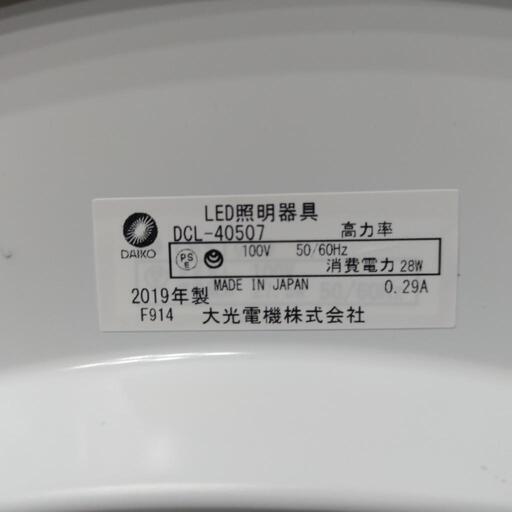 LED照明器具
DAIKO
DCL-40507 高力率
PS E 100V 50/60Hz
消費電力 28W
2019年製 MADE IN JAPAN 0.29A
F914 大光電機株式会社